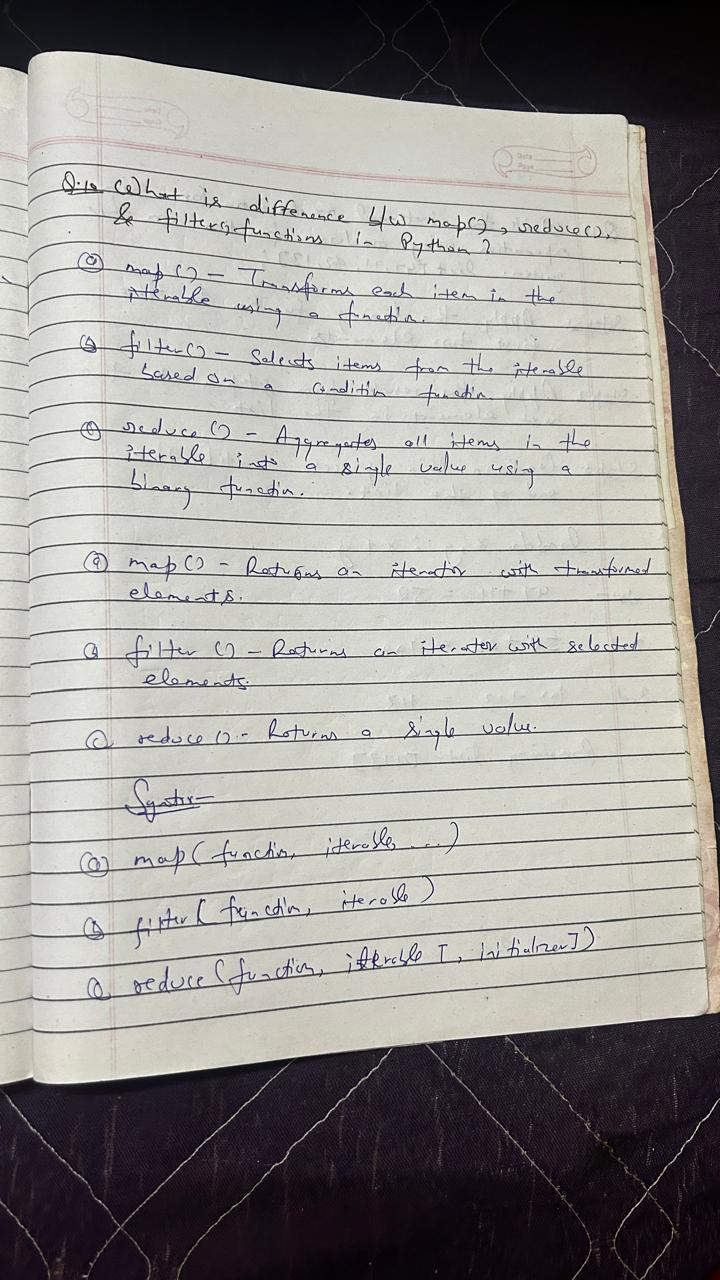 Q.10 What is difference b/w map(), reduce(),
& filter() functions in Python?
(a) map () - Transforms each item in the
iterable using a function.
(b) filter() - Selects items from the iterable
based on a condition function.
(c) reduce () - Aggregates all items in the
iterable into a single value using a
binary function.
(a) map () - Returns an iterator with transformed
elements.
(b) filter () - Returns an iterator with selected
elements.
(c) reduce () - Returns a single value.
Syntax-
(a) map( function, iterable, ...)
(b) filter( function, iterable)
(c) reduce (function, iterable [, initializer])